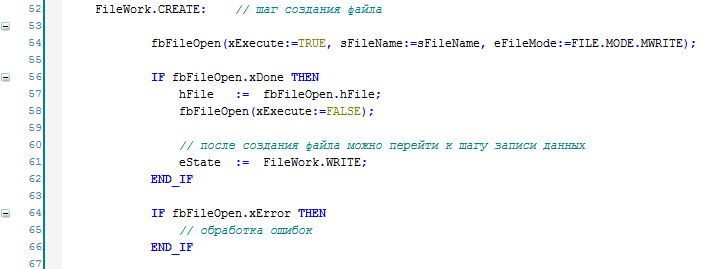 52 FileWork.CREATE: // шаг создания файла
53
54 fbFileOpen(xExecute:=TRUE, sFileName:=sFileName, eFileMode:=FILE.MODE.MWRITE);
55
56 IF fbFileOpen.xDone THEN
57 hFile := fbFileOpen.hFile;
58 fbFileOpen(xExecute:=FALSE);
59
60 // после создания файла можно перейти к шагу записи данных
61 eState := FileWork.WRITE;
62 END_IF
63
64 IF fbFileOpen.xError THEN
65 // обработка ошибок
66 END_IF
67